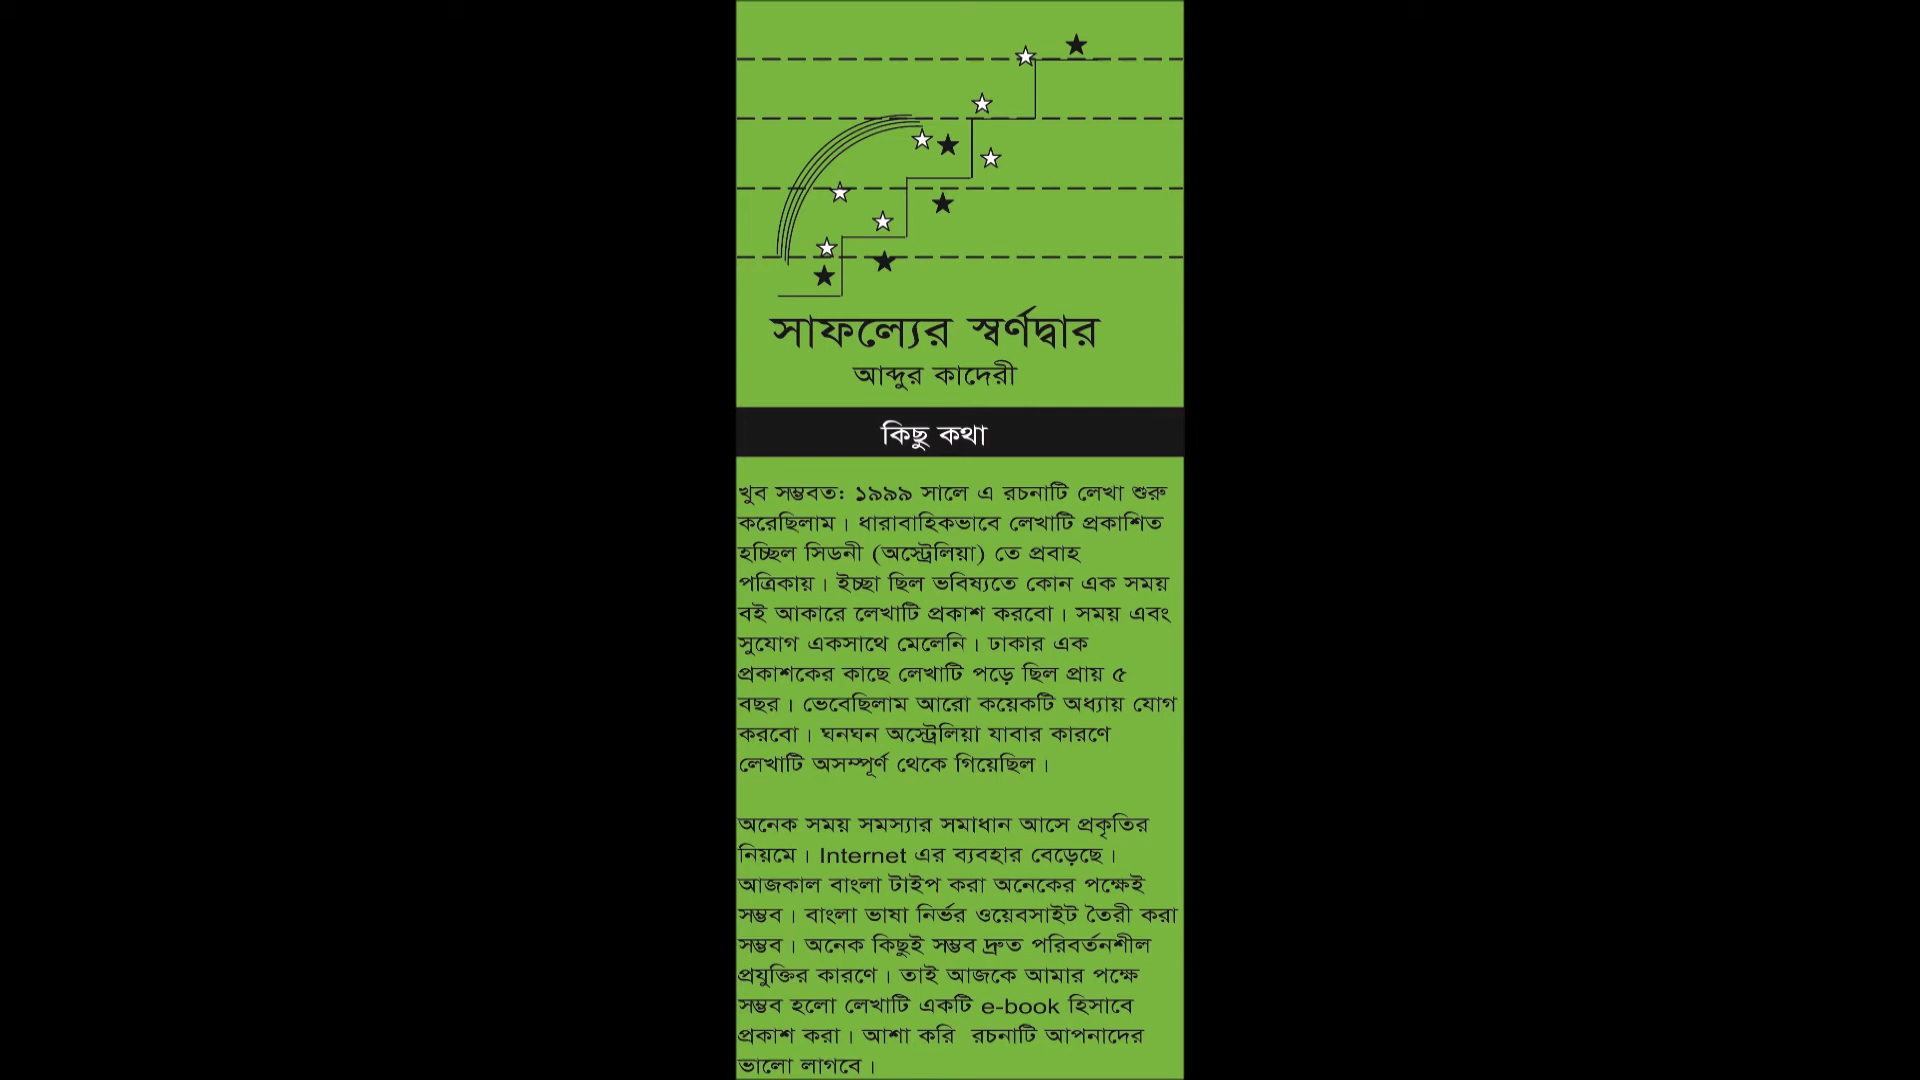 সাফল্যের স্বর্ণদ্বার
আব্দুর কাদেরী
কিছু কথা
খুব সম্ভবত: ১৯৯৯ সালে এ রচনাটি লেখা শুরু
করেছিলাম। ধারাবাহিকভাবে লেখাটি প্রকাশিত
হচ্ছিল সিডনী (অস্ট্রেলিয়া) তে প্রবাহ
পত্রিকায়। ইচ্ছা ছিল ভবিষ্যতে কোন এক সময়
বই আকারে লেখাটি প্রকাশ করবো। সময় এবং
সুযোগ একসাথে মেলেনি। ঢাকার এক
প্রকাশকের কাছে লেখাটি পড়ে ছিল প্রায় ৫
বছর। ভেবেছিলাম আরো কয়েকটি অধ্যায় যোগ
করবো। ঘনঘন অস্ট্রেলিয়া যাবার কারণে
লেখাটি অসম্পূর্ণ থেকে গিয়েছিল।
অনেক সময় সমস্যার সমাধান আসে প্রকৃতির
নিয়মে। Internet এর ব্যবহার বেড়েছে।
আজকাল বাংলা টাইপ করা অনেকের পক্ষেই
সম্ভব। বাংলা ভাষা নির্ভর ওয়েবসাইট তৈরী করা
সম্ভব। অনেক কিছুই সম্ভব দ্রুত পরিবর্তনশীল
প্রযুক্তির কারণে। তাই আজকে আমার পক্ষে
সম্ভব হলো লেখাটি একটি e-book হিসাবে
প্রকাশ করা। আশা করি রচনাটি আপনাদের
ভালো লাগবে।